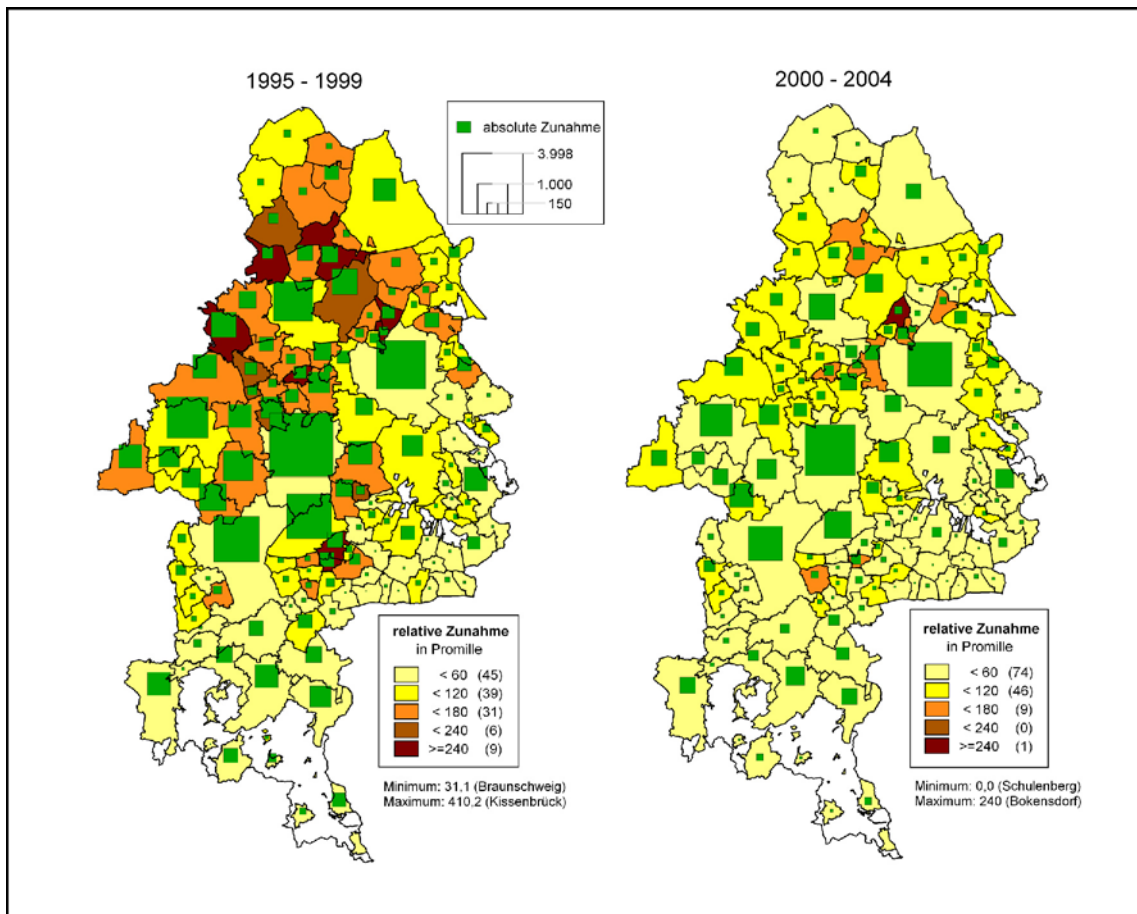 1995 - 1999
2000 - 2004
absolute Zunahme
3.998
1.000
150
relative Zunahme
in Promille
< 60 (45)
< 120 (39)
< 180 (31)
< 240 (6)
>=240 (9)
Minimum: 31,1 (Braunschweig)
Maximum: 410,2 (Kissenbrück)
relative Zunahme
in Promille
< 60 (74)
< 120 (46)
< 180 (9)
< 240 (0)
>=240 (1)
Minimum: 0,0 (Schulenberg)
Maximum: 240 (Bokensdorf)